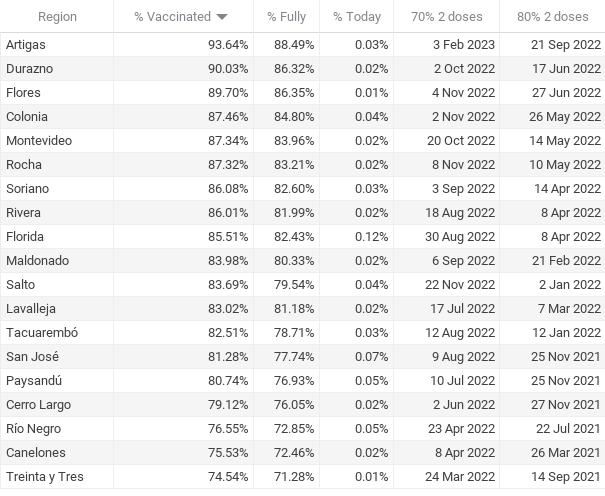 Region % Vaccinated % Fully % Today 70% 2 doses 80% 2 doses
Artigas 93.64% 88.49% 0.03% 3 Feb 2023 21 Sep 2022
Durazno 90.03% 86.32% 0.02% 2 Oct 2022 17 Jun 2022
Flores 89.70% 86.35% 0.01% 4 Nov 2022 27 Jun 2022
Colonia 87.46% 84.80% 0.04% 2 Nov 2022 26 May 2022
Montevideo 87.34% 83.96% 0.02% 20 Oct 2022 14 May 2022
Rocha 87.32% 83.21% 0.02% 8 Nov 2022 10 May 2022
Soriano 86.08% 82.60% 0.03% 3 Sep 2022 14 Apr 2022
Rivera 86.01% 81.99% 0.02% 18 Aug 2022 8 Apr 2022
Florida 85.51% 82.43% 0.12% 30 Aug 2022 8 Apr 2022
Maldonado 83.98% 80.33% 0.02% 6 Sep 2022 21 Feb 2022
Salto 83.69% 79.54% 0.04% 22 Nov 2022 2 Jan 2022
Lavalleja 83.02% 81.18% 0.02% 17 Jul 2022 7 Mar 2022
Tacuarembó 82.51% 78.71% 0.03% 12 Aug 2022 12 Jan 2022
San José 81.28% 77.74% 0.07% 9 Aug 2022 25 Nov 2021
Paysandú 80.74% 76.93% 0.05% 10 Jul 2022 25 Nov 2021
Cerro Largo 79.12% 76.05% 0.02% 2 Jun 2022 27 Nov 2021
Río Negro 76.55% 72.85% 0.05% 23 Apr 2022 22 Jul 2021
Canelones 75.53% 72.46% 0.02% 8 Apr 2022 26 Mar 2021
Treinta y Tres 74.54% 71.28% 0.01% 24 Mar 2022 14 Sep 2021